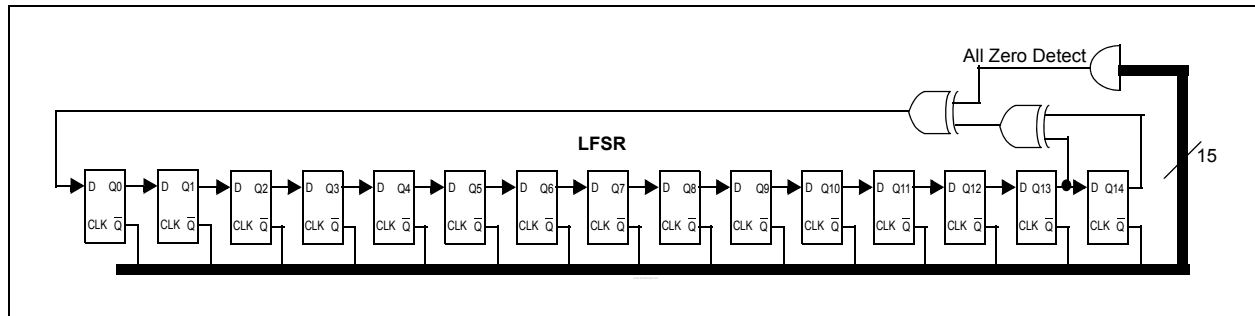 All Zero Detect
LFSR
15
D Q0 D Q1 D Q2 D Q3 D Q4 D Q5 D Q6 D Q7 D Q8 D Q9 D Q10 D Q11 D Q12 D Q13 D Q14
CLK Q̅ CLK Q̅ CLK Q̅ CLK Q̅ CLK Q̅ CLK Q̅ CLK Q̅ CLK Q̅ CLK Q̅ CLK Q̅ CLK Q̅ CLK Q̅ CLK Q̅ CLK Q̅ CLK Q̅